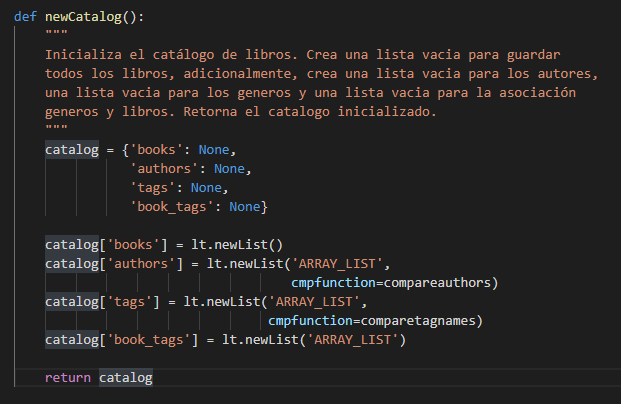 def newCatalog():
    """
    Inicializa el catálogo de libros. Crea una lista vacia para guardar
    todos los libros, adicionalmente, crea una lista vacia para los autores,
    una lista vacia para los generos y una lista vacia para la asociación
    generos y libros. Retorna el catalogo inicializado.
    """
    catalog = {'books': None,
               'authors': None,
               'tags': None,
               'book_tags': None}

    catalog['books'] = lt.newList()
    catalog['authors'] = lt.newList('ARRAY_LIST',
                                    cmpfunction=compareauthors)
    catalog['tags'] = lt.newList('ARRAY_LIST',
                                 cmpfunction=comparetagnames)
    catalog['book_tags'] = lt.newList('ARRAY_LIST')

    return catalog